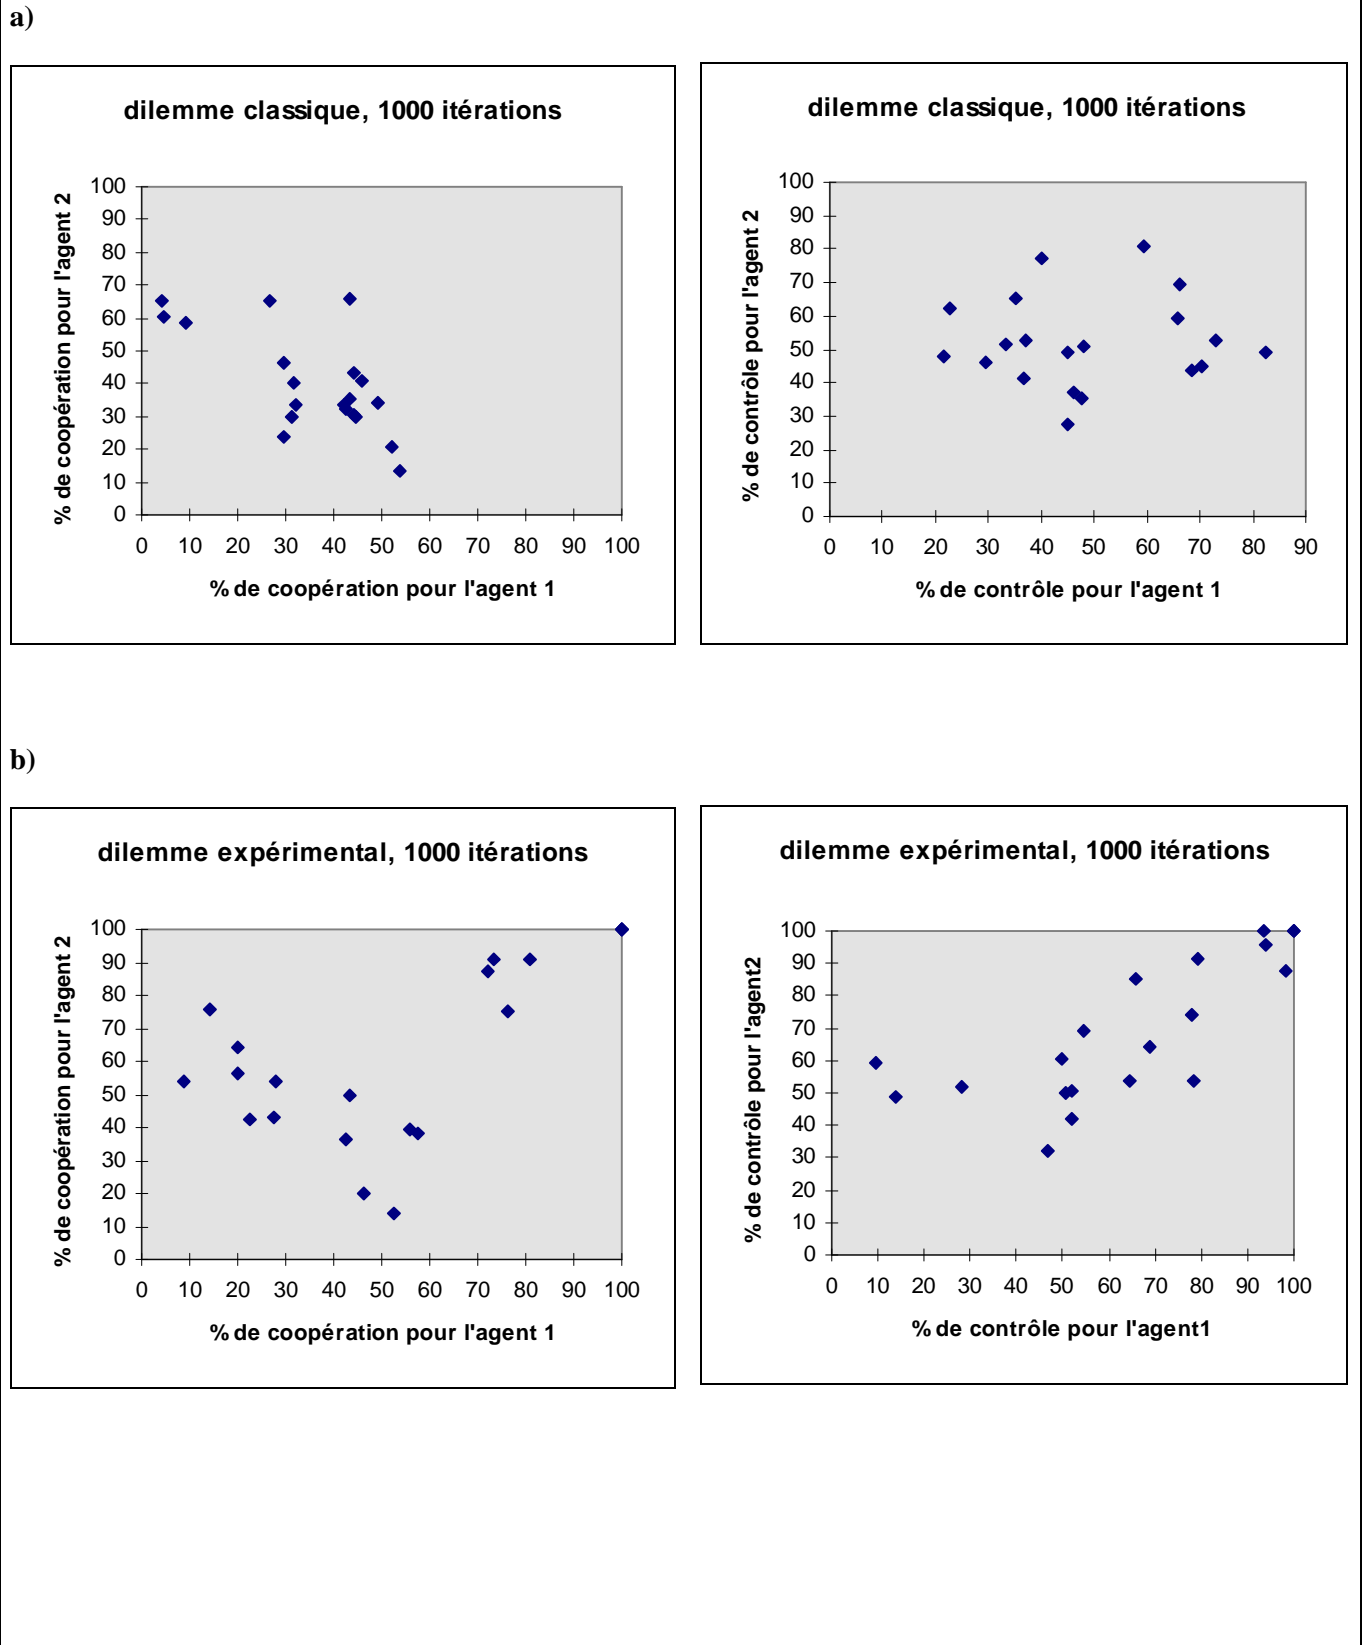 a)
dilemme classique, 1000 itérations
% de coopération pour l'agent 2
100
90
80
70
60
50
40
30
20
10
0
0 10 20 30 40 50 60 70 80 90 100
% de coopération pour l'agent 1
dilemme classique, 1000 itérations
% de contrôle pour l'agent 2
100
90
80
70
60
50
40
30
20
10
0
0 10 20 30 40 50 60 70 80 90
% de contrôle pour l'agent 1
b)
dilemme expérimental, 1000 itérations
% de coopération pour l'agent 2
100
90
80
70
60
50
40
30
20
10
0
0 10 20 30 40 50 60 70 80 90 100
% de coopération pour l'agent 1
dilemme expérimental, 1000 itérations
% de contrôle pour l'agent2
100
90
80
70
60
50
40
30
20
10
0
0 10 20 30 40 50 60 70 80 90 100
% de contrôle pour l'agent1